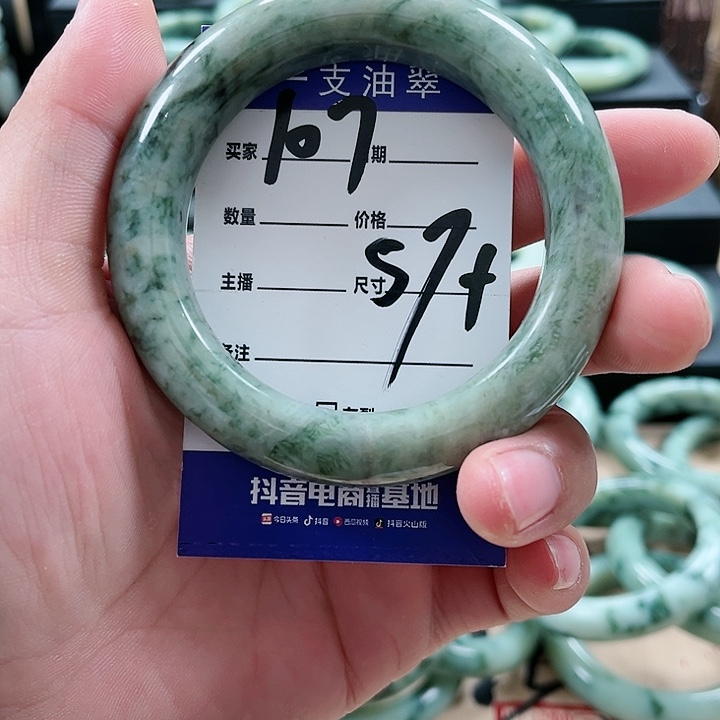 一支油翠
买家 107 期
数量 价格
主播 尺寸 57+
备注
抖音电商直播基地
今日头条 抖音 西瓜视频 抖音火山版